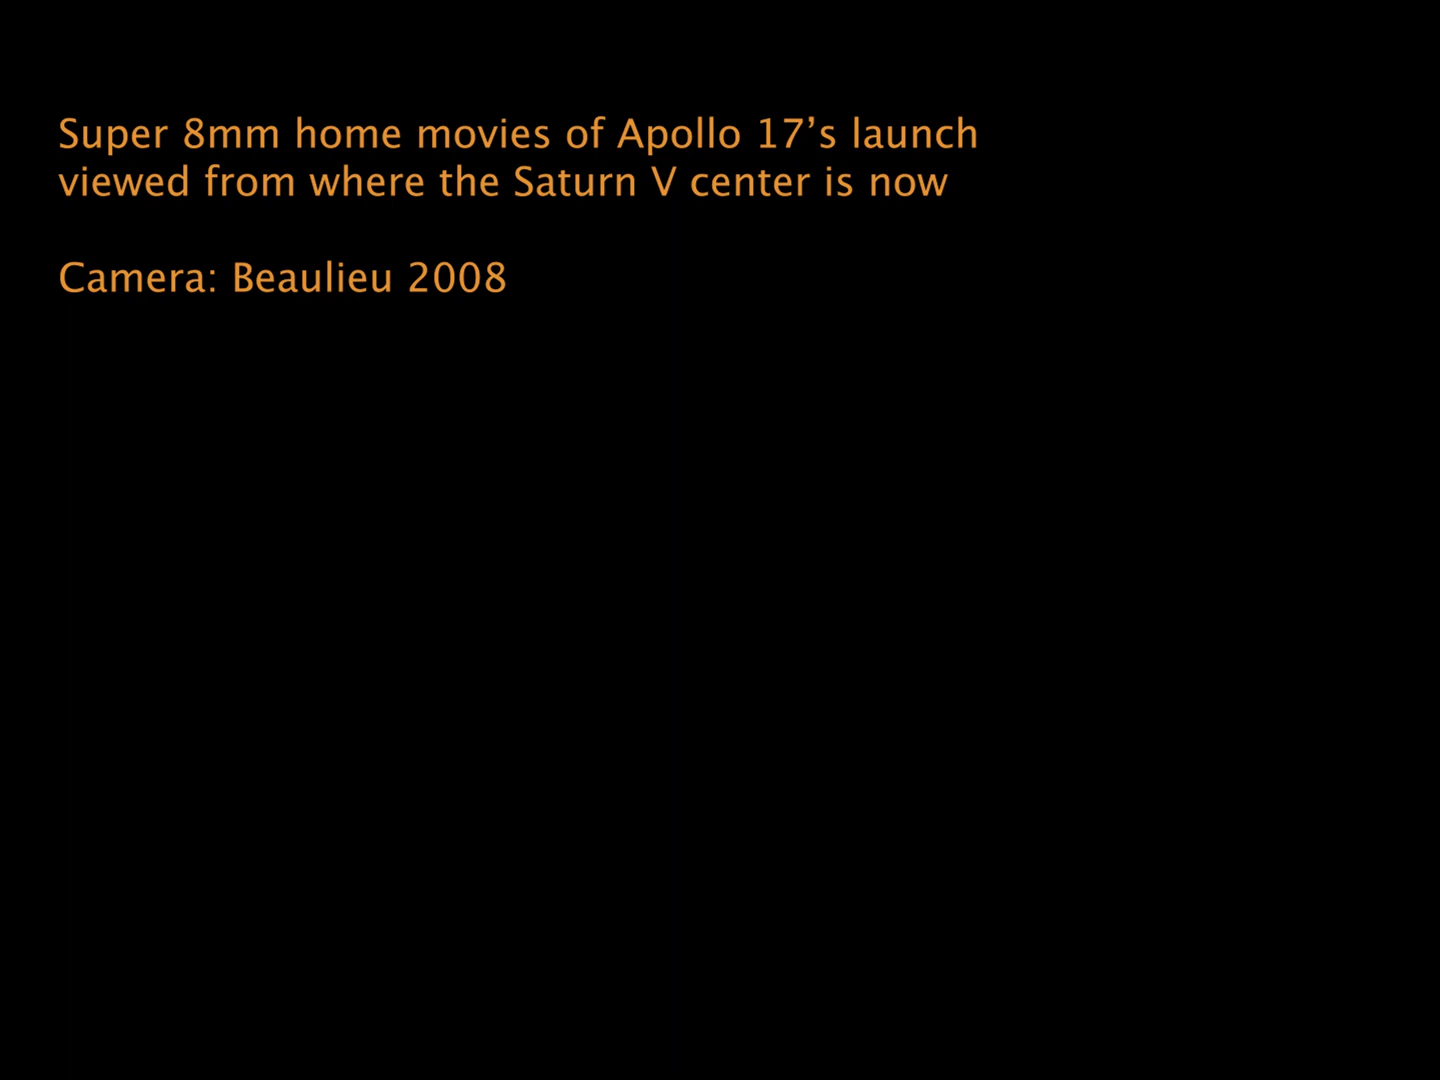 Super 8mm home movies of Apollo 17’s launch
viewed from where the Saturn V center is now
Camera: Beaulieu 2008